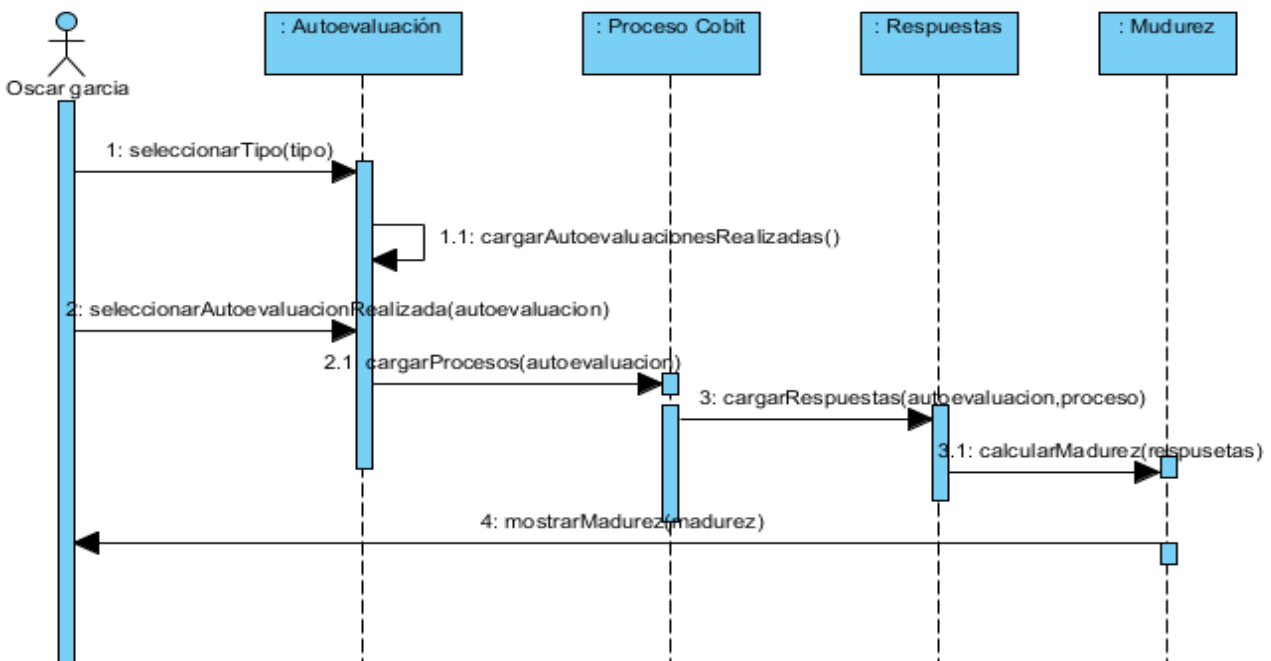 : Autoevaluación
: Proceso Cobit
: Respuestas
: Mudurez
Oscar garcia
1: seleccionarTipo(tipo)
1.1: cargarAutoevaluacionesRealizadas()
2: seleccionarAutoevaluacionRealizada(autoevaluacion)
2.1 cargarProcesos(autoevaluacion)
3: cargarRespuestas(autoevaluacion,proceso)
3.1: calcularMadurez(respusetas)
4: mostrarMadurez(madurez)